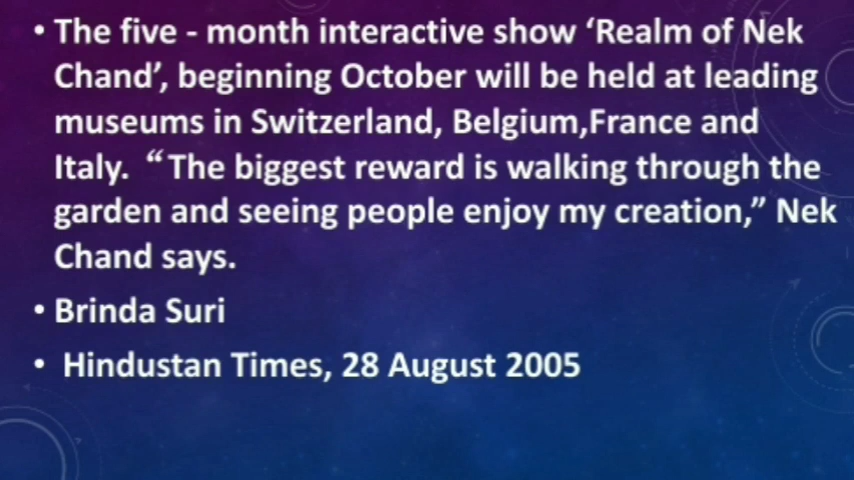 • The five - month interactive show ‘Realm of Nek
Chand’, beginning October will be held at leading
museums in Switzerland, Belgium,France and
Italy. “The biggest reward is walking through the
garden and seeing people enjoy my creation,” Nek
Chand says.
• Brinda Suri
• Hindustan Times, 28 August 2005